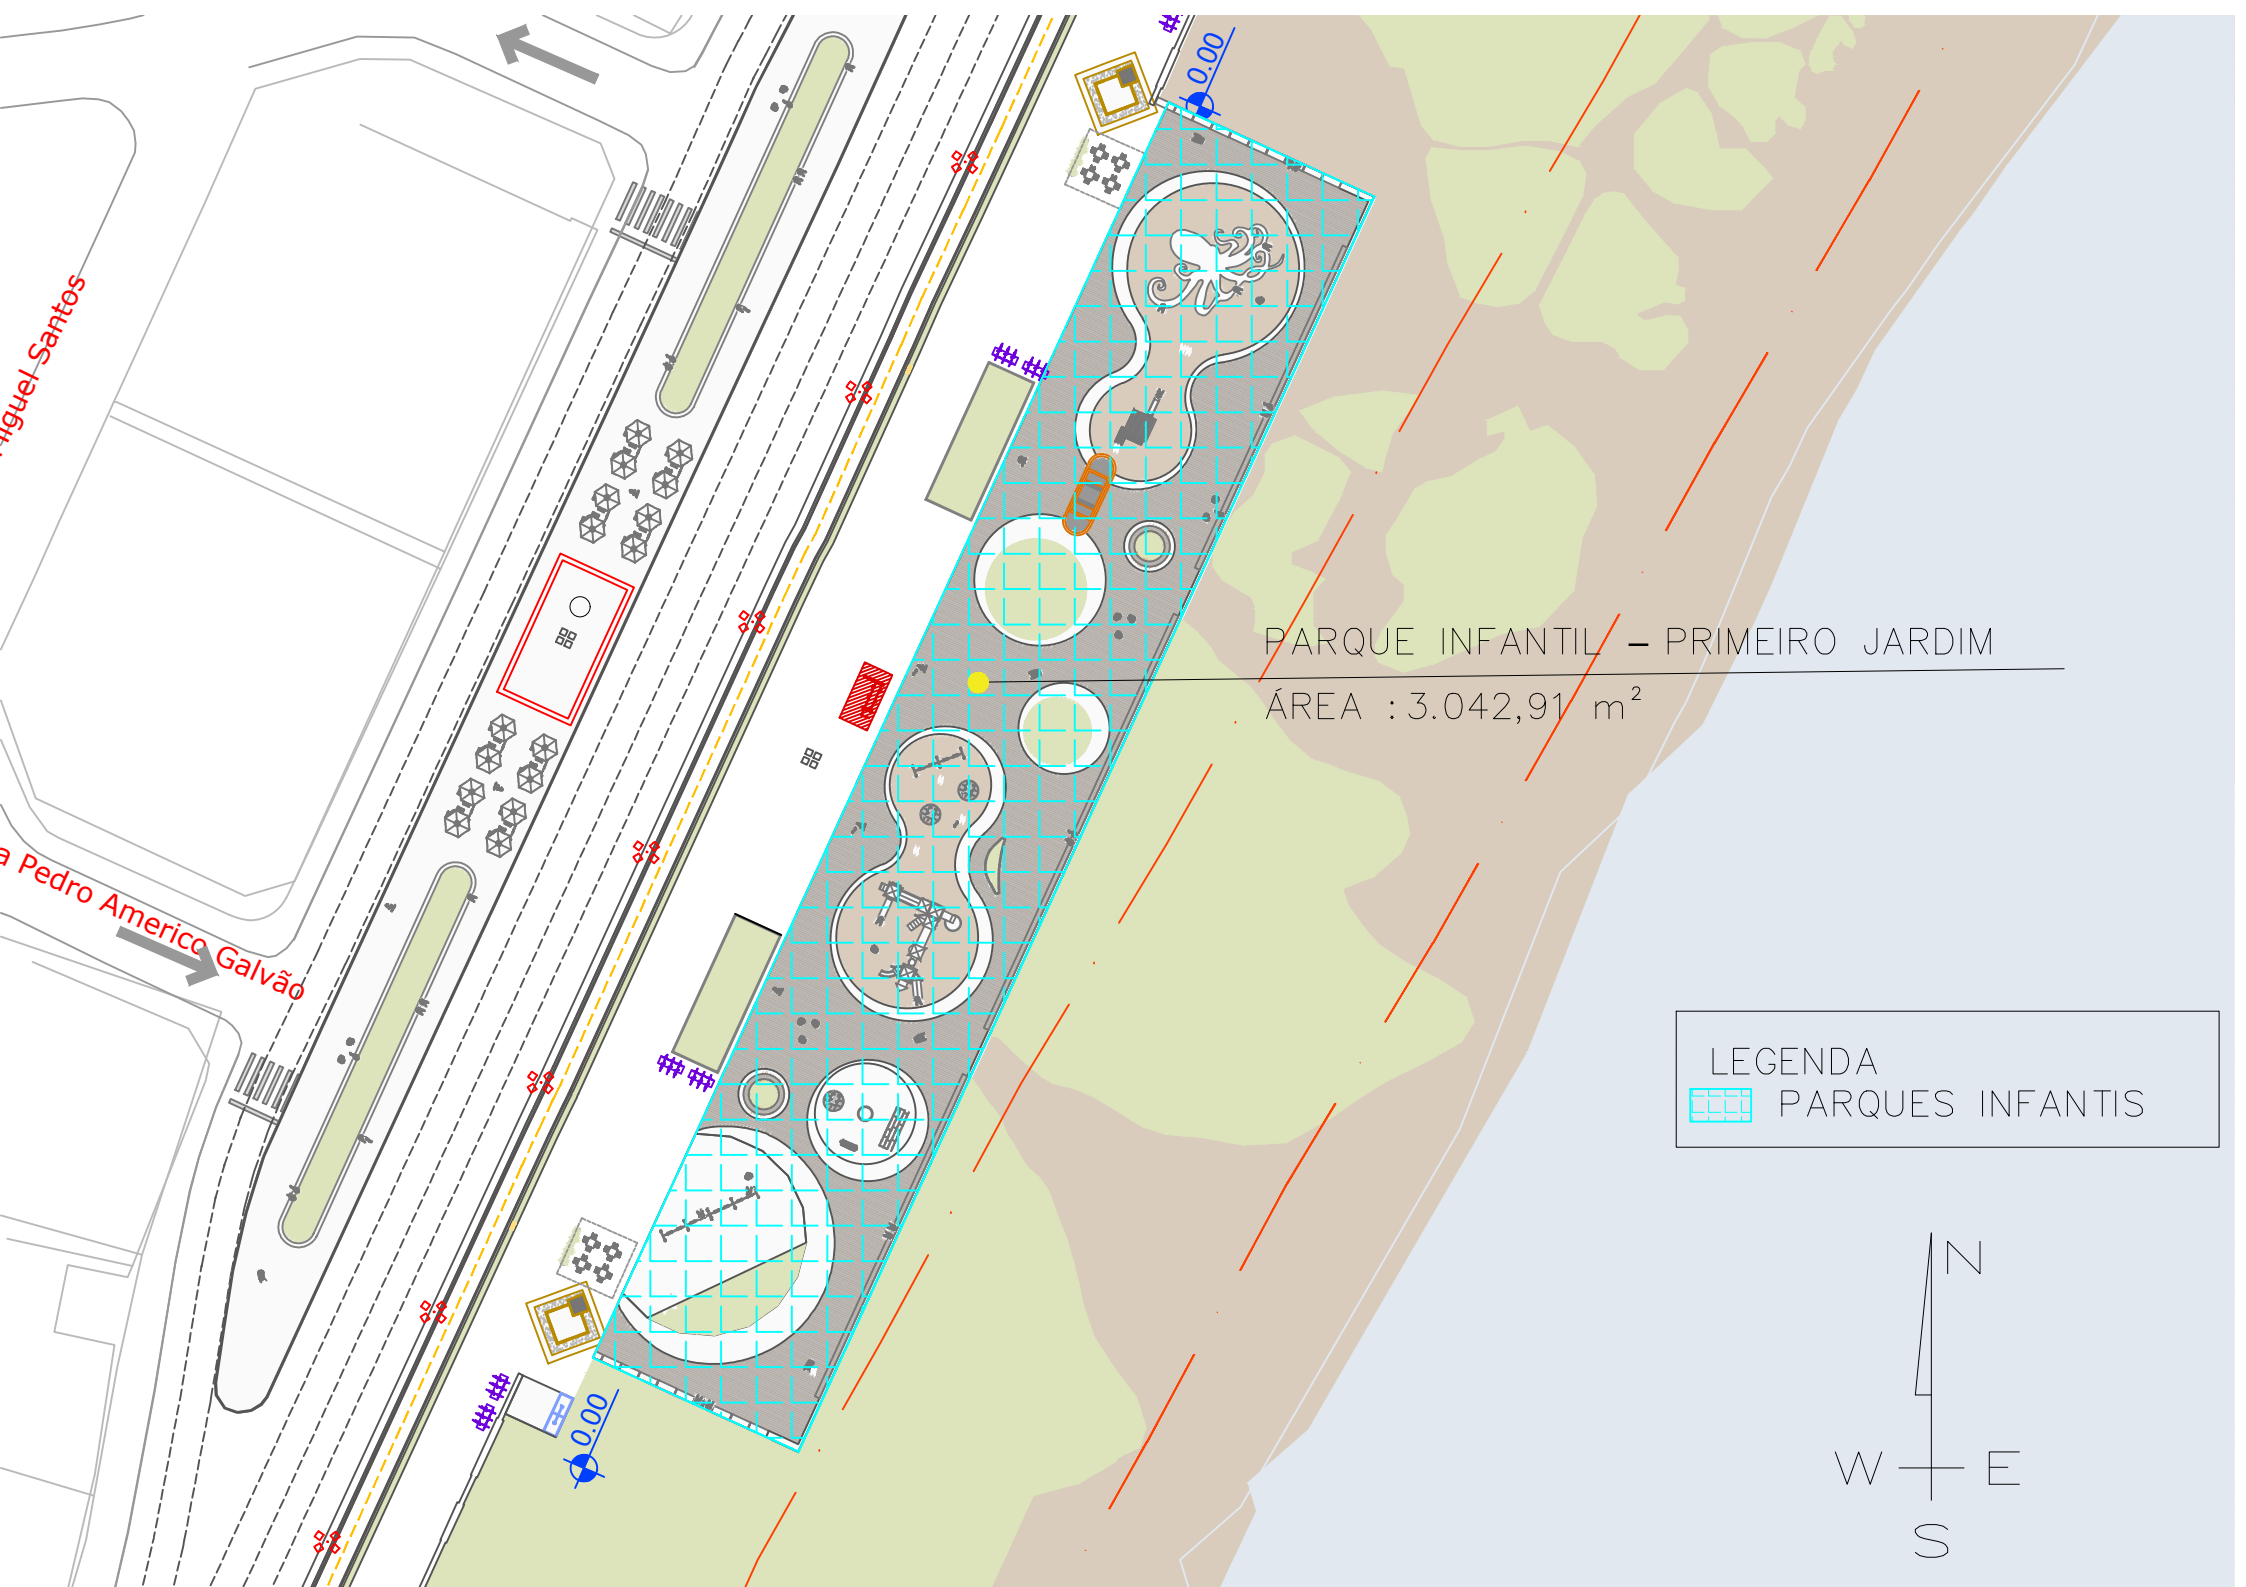 0.00
Miguel Santos
PARQUE INFANTIL – PRIMEIRO JARDIM
ÁREA : 3.042,91 m²
Pedro Americo Galvão
LEGENDA
PARQUES INFANTIS
N
W E
S
0.00